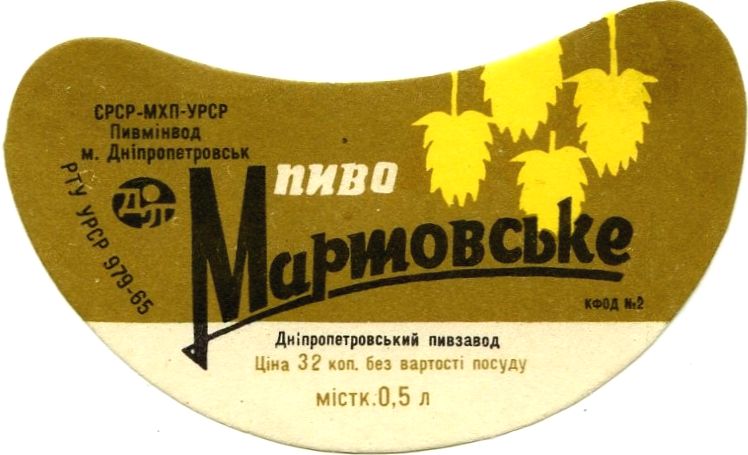 ЄРСР-МХП-УРСР
Пивмінвод
м. Дніпропетровськ
РТУ УРСР 979-65
пиво
Мартовське
КФОД №2
Дніпропетровський пивзавод
Ціна 32 коп. без вартості посуду
містк. 0,5 л